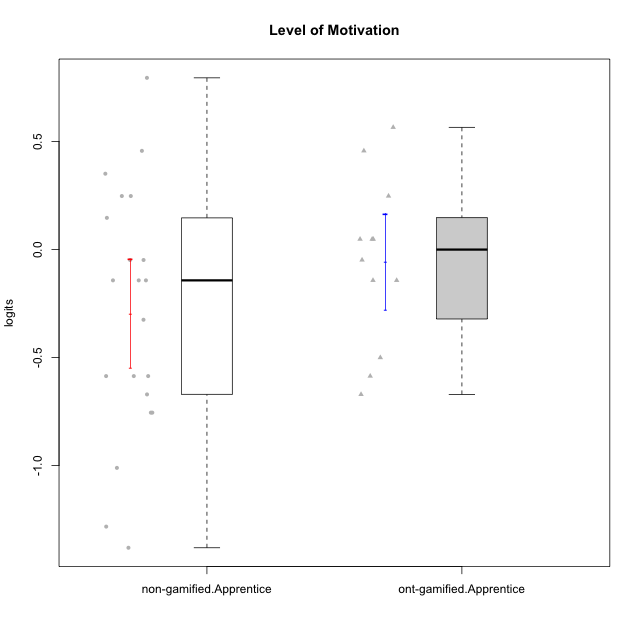 Level of Motivation
logits
0.5
0.0
-0.5
-1.0
non-gamified.Apprentice
ont-gamified.Apprentice